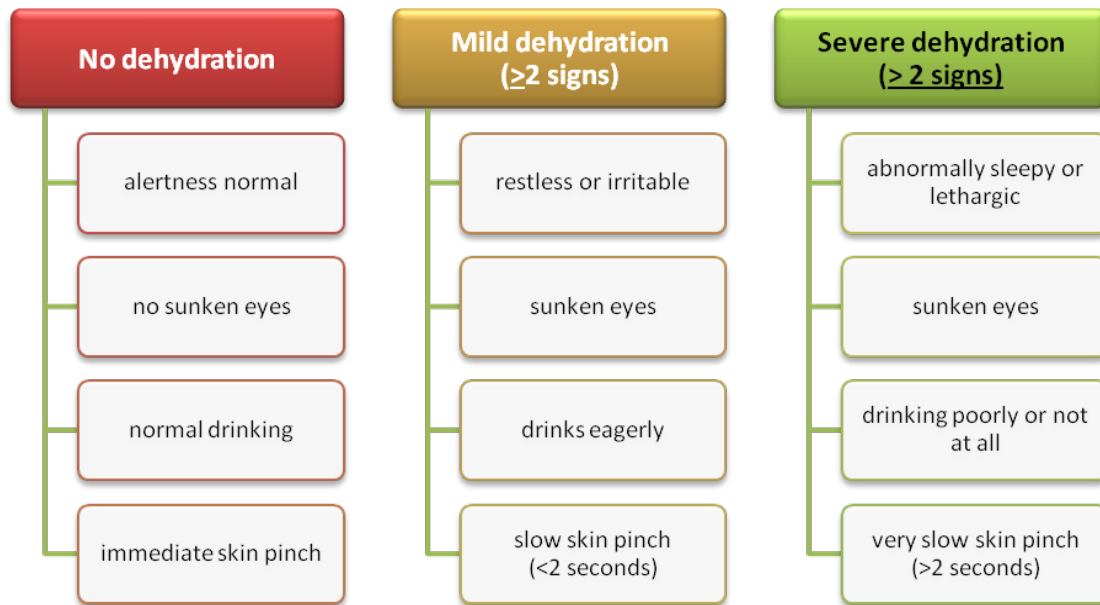 No dehydration
alertness normal
no sunken eyes
normal drinking
immediate skin pinch
Mild dehydration
(≥2 signs)
restless or irritable
sunken eyes
drinks eagerly
slow skin pinch
(<2 seconds)
Severe dehydration
(≥ 2 signs)
abnormally sleepy or
lethargic
sunken eyes
drinking poorly or not
at all
very slow skin pinch
(>2 seconds)